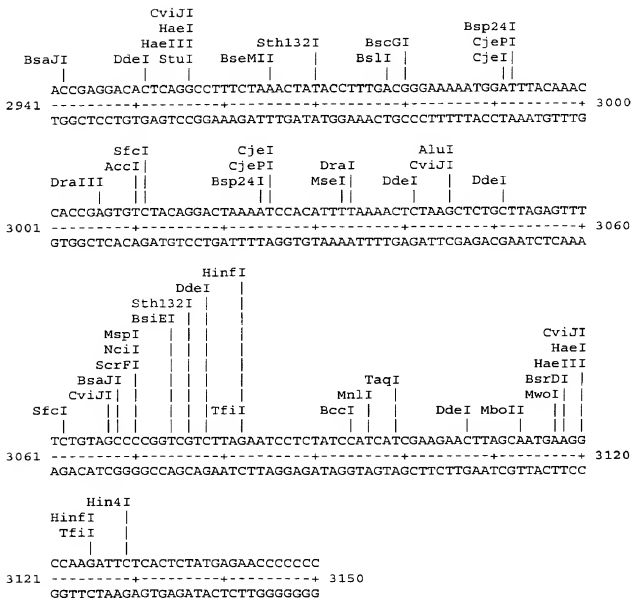 CviJI
HaeI Bsp24I
HaeIII Sth132I BscGI CjePI
BsaJI DdeI StuI BseMII BslI CjeI
ACCGAGGACACTCAGGCCTTTCTAAACTATACCTTTGACGGGAAAAATGGATTTACAAAC
2941 ---------+---------+---------+---------+---------+---------+ 3000
TGGCTCCTGTGAGTCCGGAAAGATTTGATATGGAAACTGCCCTTTTTACCTAAATGTTTG
SfcI CjeI AluI
AccI CjePI DraI CviJI
DraIII Bsp24I MseI DdeI DdeI
CACCGAGTGTCTACAGGACTAAAATCCACATTTTAAAACTCTAAGCTCTGCTTAGAGTTT
3001 ---------+---------+---------+---------+---------+---------+ 3060
GTGGCTCACAGATGTCCTGATTTTAGGTGTAAAATTTTGAGATTCGAGACGAATCTCAAA
HinfI
DdeI
Sth132I
BsiEI
MspI CviJI
NciI HaeI
ScrFI HaeIII
BsaJI TaqI BsrDI
CviJI MnlI MwoI
SfcI TfiI BccI DdeI MboII
TCTGTAGCCCCGGTCGTCTTAGAATCCTCTATCCATCATCGAAGAACTTAGCAATGAAGG
3061 ---------+---------+---------+---------+---------+---------+ 3120
AGACATCGGGGCCAGCAGAATCTTAGGAGATAGGTAGTAGCTTCTTGAATCGTTACTTCC
Hin4I
HinfI
TfiI
CCAAGATTCTCACTCTATGAGAACCCCCCC
3121 ---------+---------+---------+ 3150
GGTTCTAAGAGTGAGATACTCTTGGGGGGG